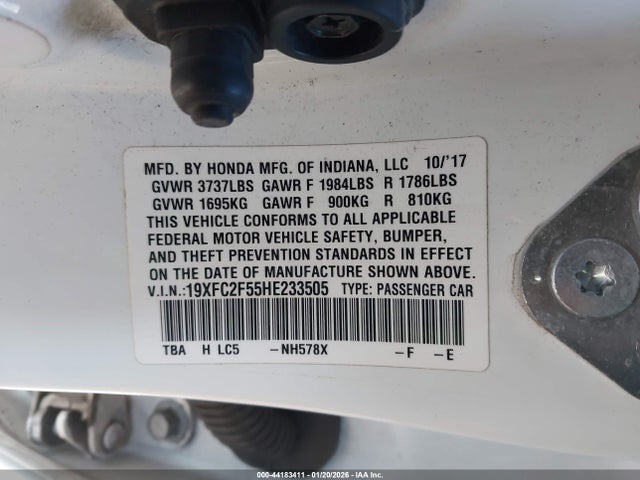 MFD. BY HONDA MFG. OF INDIANA, LLC 10/'17
GVWR 3737LBS GAWR F 1984LBS R 1786LBS
GVWR 1695KG GAWR F 900KG R 810KG
THIS VEHICLE CONFORMS TO ALL APPLICABLE
FEDERAL MOTOR VEHICLE SAFETY, BUMPER,
AND THEFT PREVENTION STANDARDS IN EFFECT
ON THE DATE OF MANUFACTURE SHOWN ABOVE.
V.I.N.:19XFC2F55HE233505 TYPE: PASSENGER CAR
TBA H LC5 -NH578X -F -E
000-44183411 - 01/20/2026 - IAA Inc.